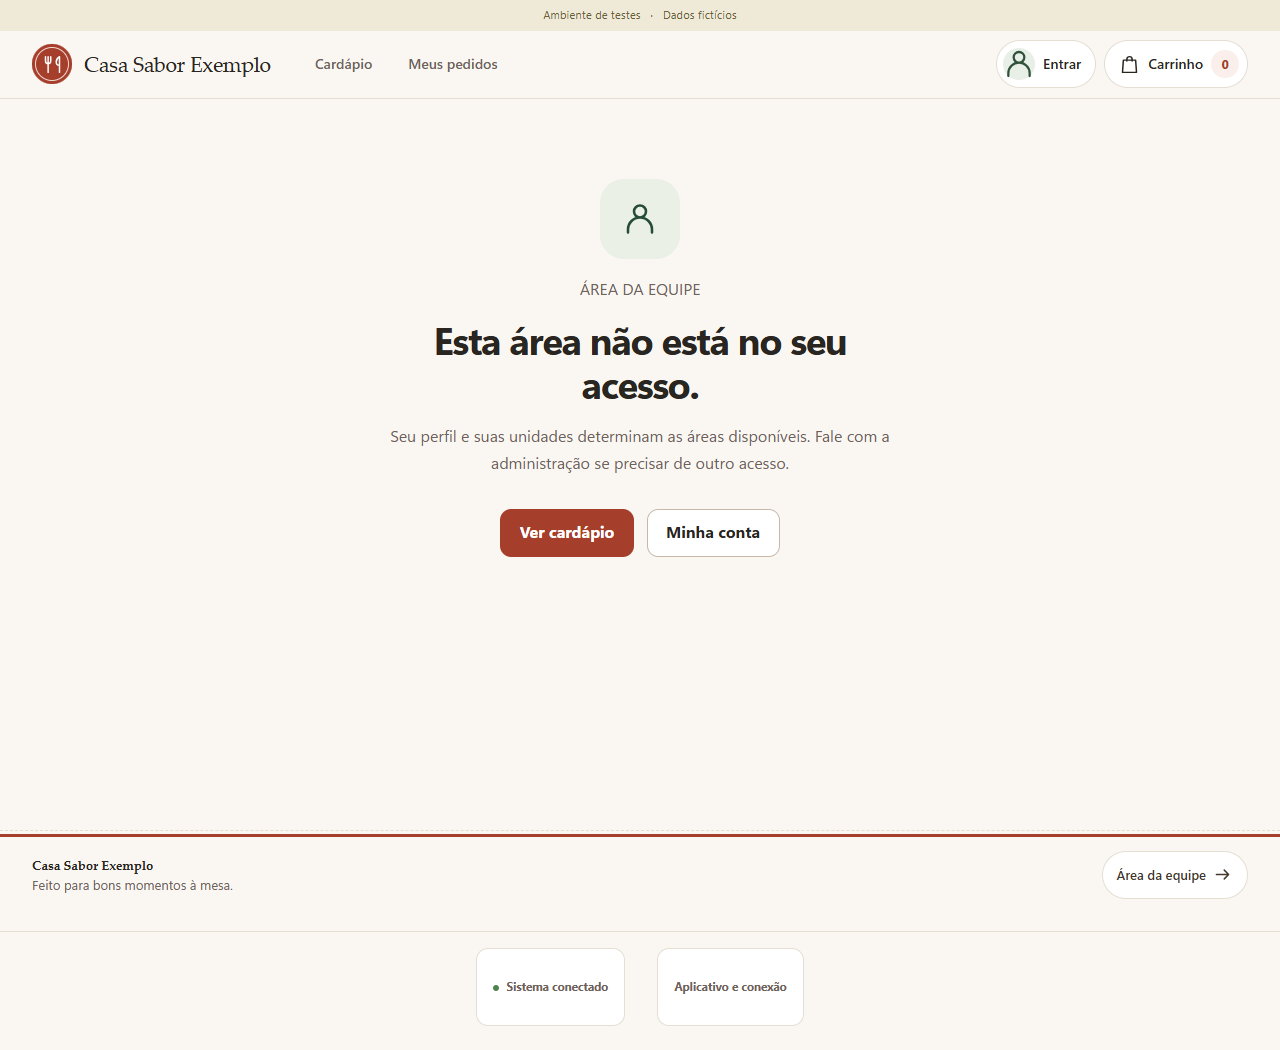 Ambiente de testes · Dados fictícios
Casa Sabor Exemplo
Cardápio
Meus pedidos
Entrar
Carrinho
0
ÁREA DA EQUIPE
Esta área não está no seu
acesso.
Seu perfil e suas unidades determinam as áreas disponíveis. Fale com a
administração se precisar de outro acesso.
Ver cardápio
Minha conta
Casa Sabor Exemplo
Feito para bons momentos à mesa.
Área da equipe
Sistema conectado
Aplicativo e conexão